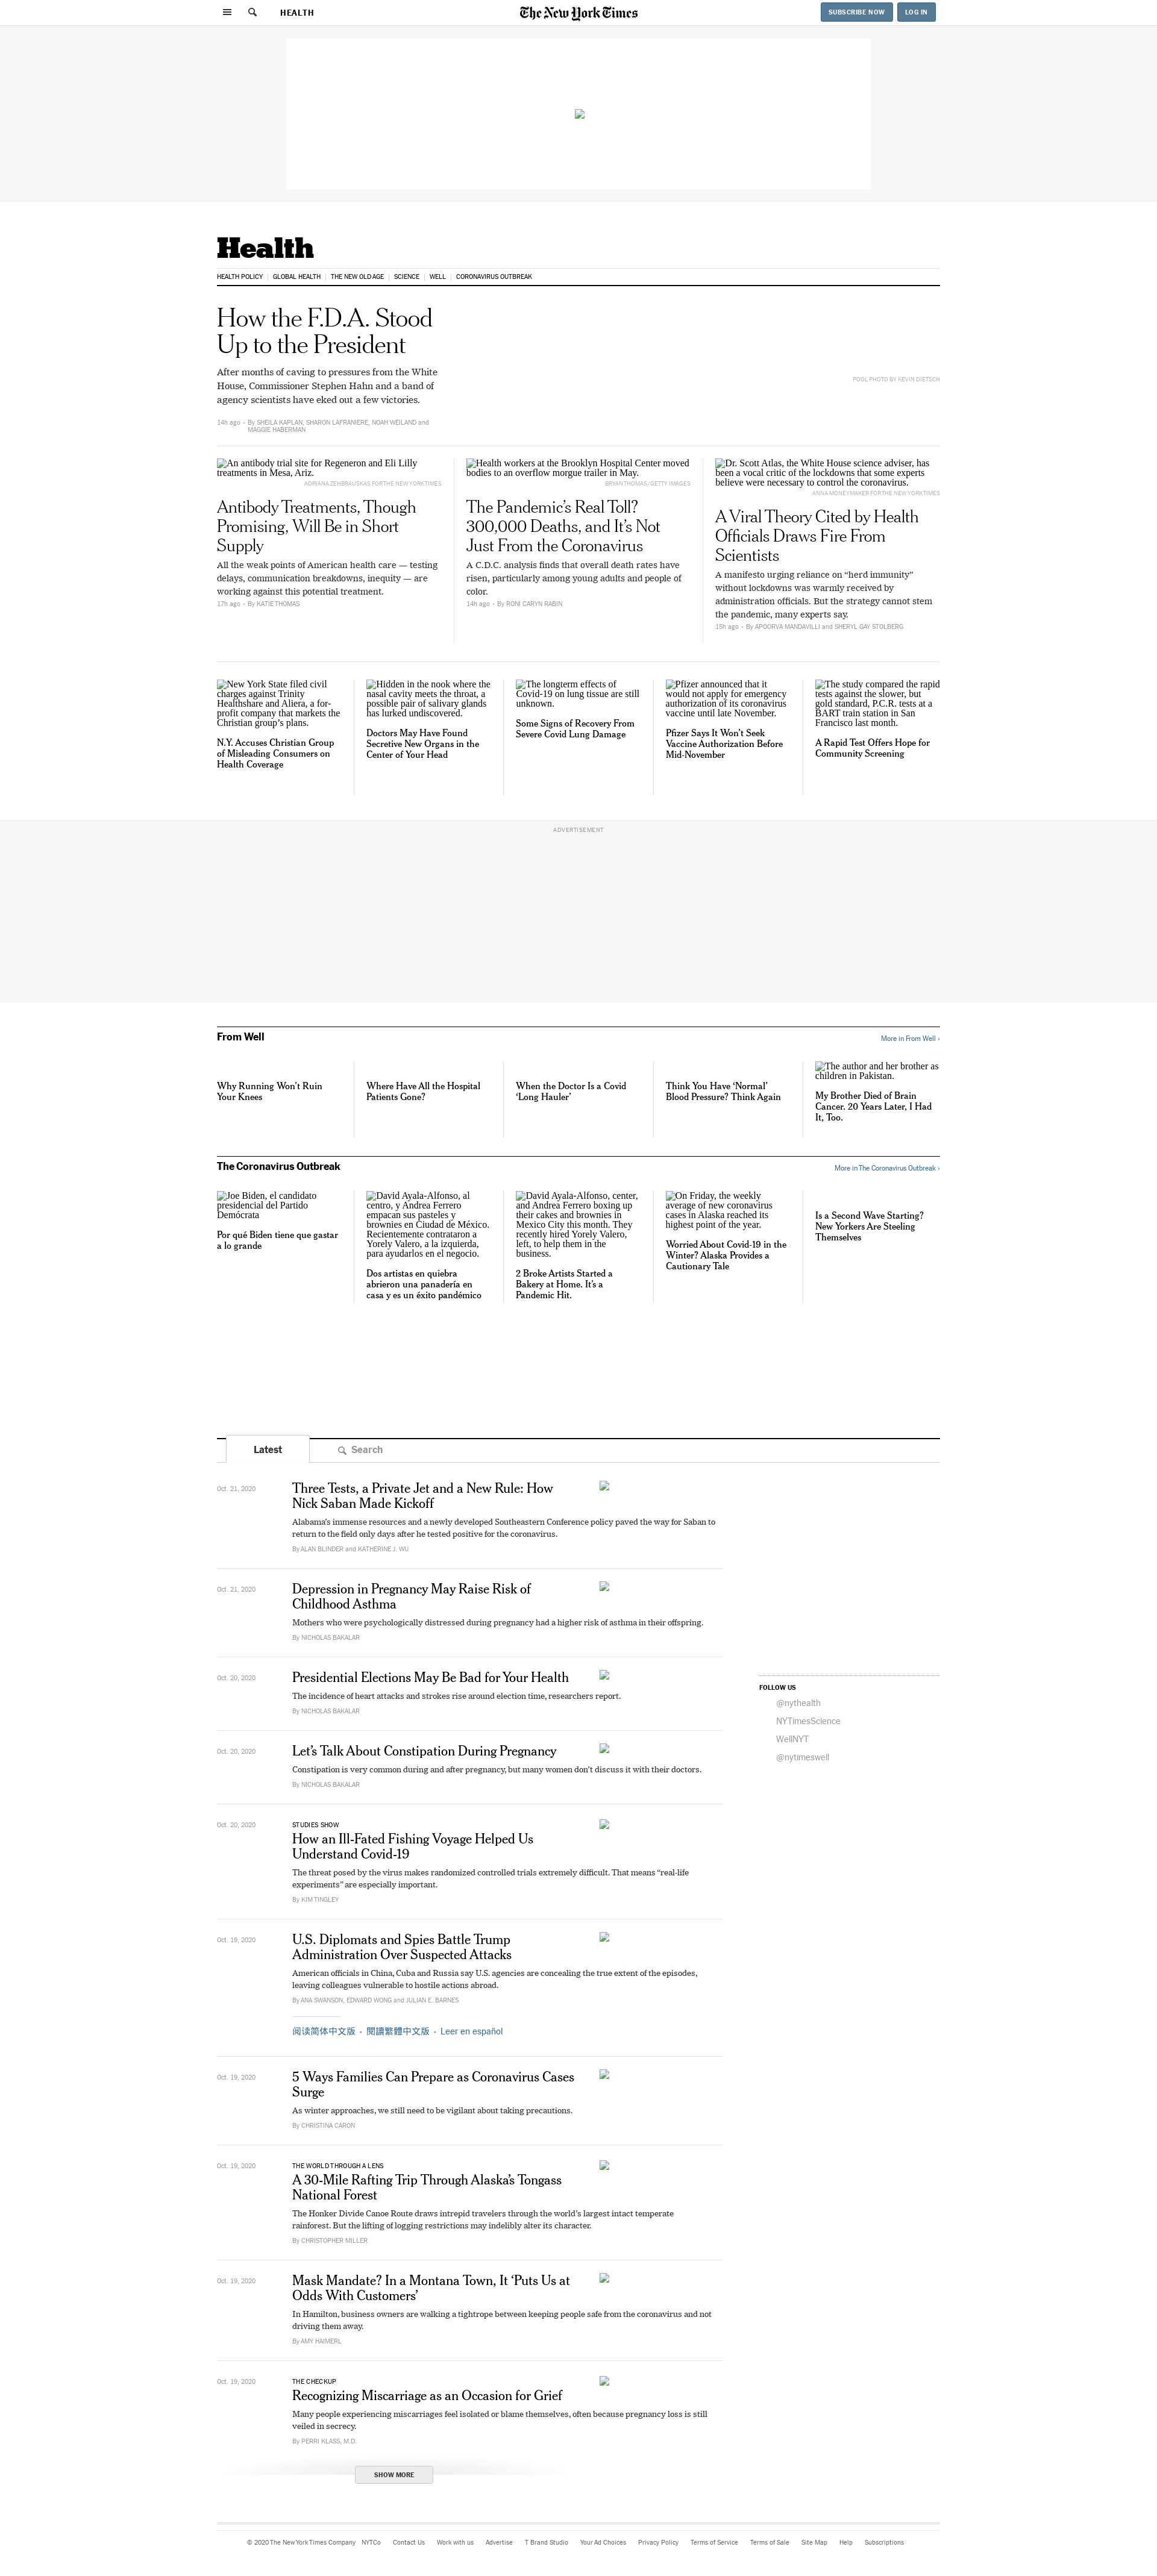 HEALTH
The New York Times
SUBSCRIBE NOW
LOG IN
Health
HEALTH POLICY | GLOBAL HEALTH | THE NEW OLD AGE | SCIENCE | WELL | CORONAVIRUS OUTBREAK
How the F.D.A. Stood
Up to the President
After months of caving to pressures from the White
House, Commissioner Stephen Hahn and a band of
agency scientists have eked out a few victories.
14h ago · By SHEILA KAPLAN, SHARON LAFRANIERE, NOAH WEILAND and
MAGGIE HABERMAN
POOL PHOTO BY KEVIN DIETSCH
An antibody trial site for Regeneron and Eli Lilly
treatments in Mesa, Ariz.
ADRIANA ZEHBRAUSKAS FOR THE NEW YORK TIMES
Antibody Treatments, Though
Promising, Will Be in Short
Supply
All the weak points of American health care — testing
delays, communication breakdowns, inequity — are
working against this potential treatment.
17h ago · By KATIE THOMAS
Health workers at the Brooklyn Hospital Center moved
bodies to an overflow morgue trailer in May.
BRYAN THOMAS/GETTY IMAGES
The Pandemic’s Real Toll?
300,000 Deaths, and It’s Not
Just From the Coronavirus
A C.D.C. analysis finds that overall death rates have
risen, particularly among young adults and people of
color.
14h ago · By RONI CARYN RABIN
Dr. Scott Atlas, the White House science adviser, has
been a vocal critic of the lockdowns that some experts
believe were necessary to control the coronavirus.
ANNA MONEYMAKER FOR THE NEW YORK TIMES
A Viral Theory Cited by Health
Officials Draws Fire From
Scientists
A manifesto urging reliance on “herd immunity”
without lockdowns was warmly received by
administration officials. But the strategy cannot stem
the pandemic, many experts say.
15h ago · By APOORVA MANDAVILLI and SHERYL GAY STOLBERG
New York State filed civil
charges against Trinity
Healthshare and Aliera, a for-
profit company that markets the
Christian group’s plans.
N.Y. Accuses Christian Group
of Misleading Consumers on
Health Coverage
Hidden in the nook where the
nasal cavity meets the throat, a
possible pair of salivary glands
has lurked undiscovered.
Doctors May Have Found
Secretive New Organs in the
Center of Your Head
The longterm effects of
Covid-19 on lung tissue are still
unknown.
Some Signs of Recovery From
Severe Covid Lung Damage
Pfizer announced that it
would not apply for emergency
authorization of its coronavirus
vaccine until late November.
Pfizer Says It Won’t Seek
Vaccine Authorization Before
Mid-November
The study compared the rapid
tests against the slower, but
gold standard, P.C.R. tests at a
BART train station in San
Francisco last month.
A Rapid Test Offers Hope for
Community Screening
ADVERTISEMENT
From Well
More in From Well ›
Why Running Won’t Ruin
Your Knees
Where Have All the Hospital
Patients Gone?
When the Doctor Is a Covid
‘Long Hauler’
Think You Have ‘Normal’
Blood Pressure? Think Again
The author and her brother as
children in Pakistan.
My Brother Died of Brain
Cancer. 20 Years Later, I Had
It, Too.
The Coronavirus Outbreak
More in The Coronavirus Outbreak ›
Joe Biden, el candidato
presidencial del Partido
Demócrata
Por qué Biden tiene que gastar
a lo grande
David Ayala-Alfonso, al
centro, y Andrea Ferrero
empacan sus pasteles y
brownies en Ciudad de México.
Recientemente contrataron a
Yorely Valero, a la izquierda,
para ayudarlos en el negocio.
Dos artistas en quiebra
abrieron una panadería en
casa y es un éxito pandémico
David Ayala-Alfonso, center,
and Andrea Ferrero boxing up
their cakes and brownies in
Mexico City this month. They
recently hired Yorely Valero,
left, to help them in the
business.
2 Broke Artists Started a
Bakery at Home. It’s a
Pandemic Hit.
On Friday, the weekly
average of new coronavirus
cases in Alaska reached its
highest point of the year.
Worried About Covid-19 in the
Winter? Alaska Provides a
Cautionary Tale
Is a Second Wave Starting?
New Yorkers Are Steeling
Themselves
Latest
Search
Oct. 21, 2020
Three Tests, a Private Jet and a New Rule: How
Nick Saban Made Kickoff
Alabama’s immense resources and a newly developed Southeastern Conference policy paved the way for Saban to
return to the field only days after he tested positive for the coronavirus.
By ALAN BLINDER and KATHERINE J. WU
Oct. 21, 2020
Depression in Pregnancy May Raise Risk of
Childhood Asthma
Mothers who were psychologically distressed during pregnancy had a higher risk of asthma in their offspring.
By NICHOLAS BAKALAR
Oct. 20, 2020
Presidential Elections May Be Bad for Your Health
The incidence of heart attacks and strokes rise around election time, researchers report.
By NICHOLAS BAKALAR
FOLLOW US
@nythealth
NYTimesScience
WellNYT
@nytimeswell
Oct. 20, 2020
Let’s Talk About Constipation During Pregnancy
Constipation is very common during and after pregnancy, but many women don’t discuss it with their doctors.
By NICHOLAS BAKALAR
Oct. 20, 2020
STUDIES SHOW
How an Ill-Fated Fishing Voyage Helped Us
Understand Covid-19
The threat posed by the virus makes randomized controlled trials extremely difficult. That means “real-life
experiments” are especially important.
By KIM TINGLEY
Oct. 19, 2020
U.S. Diplomats and Spies Battle Trump
Administration Over Suspected Attacks
American officials in China, Cuba and Russia say U.S. agencies are concealing the true extent of the episodes,
leaving colleagues vulnerable to hostile actions abroad.
By ANA SWANSON, EDWARD WONG and JULIAN E. BARNES
阅读简体中文版 · 閱讀繁體中文版 · Leer en español
Oct. 19, 2020
5 Ways Families Can Prepare as Coronavirus Cases
Surge
As winter approaches, we still need to be vigilant about taking precautions.
By CHRISTINA CARON
Oct. 19, 2020
THE WORLD THROUGH A LENS
A 30-Mile Rafting Trip Through Alaska’s Tongass
National Forest
The Honker Divide Canoe Route draws intrepid travelers through the world’s largest intact temperate
rainforest. But the lifting of logging restrictions may indelibly alter its character.
By CHRISTOPHER MILLER
Oct. 19, 2020
Mask Mandate? In a Montana Town, It ‘Puts Us at
Odds With Customers’
In Hamilton, business owners are walking a tightrope between keeping people safe from the coronavirus and not
driving them away.
By AMY HAIMERL
Oct. 19, 2020
THE CHECKUP
Recognizing Miscarriage as an Occasion for Grief
Many people experiencing miscarriages feel isolated or blame themselves, often because pregnancy loss is still
veiled in secrecy.
By PERRI KLASS, M.D.
SHOW MORE
© 2020 The New York Times Company NYTCo Contact Us Work with us Advertise T Brand Studio Your Ad Choices Privacy Policy Terms of Service Terms of Sale Site Map Help Subscriptions